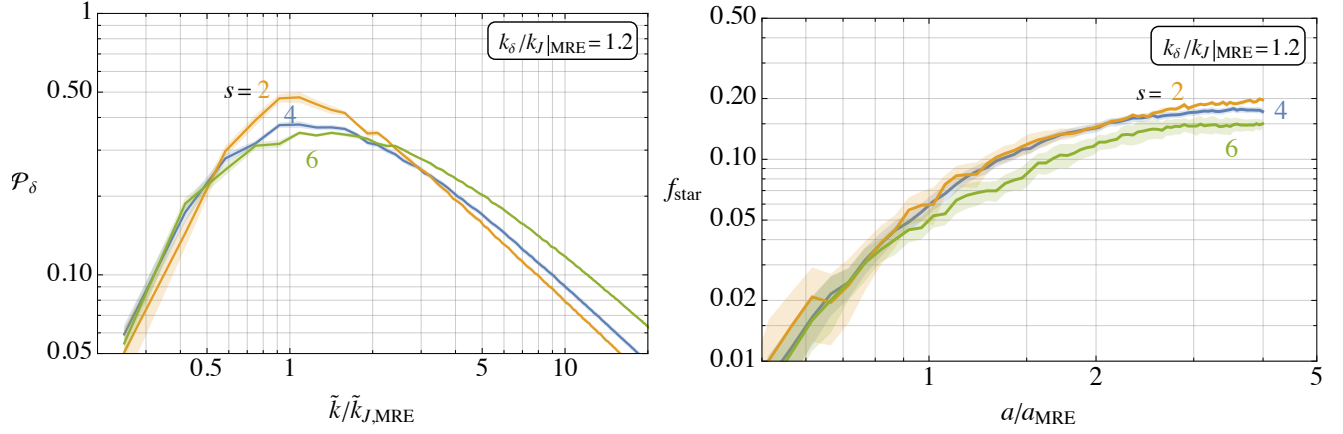 k_δ/k_J|MRE = 1.2
1
0.50
0.10
0.05
𝒫_δ
s = 2
4
6
0.5 1 5 10
k̃/k̃_J,MRE
k_δ/k_J|MRE = 1.2
0.50
0.20
0.10
0.05
0.02
0.01
f_star
s = 2
4
6
1 2 5
a/a_MRE